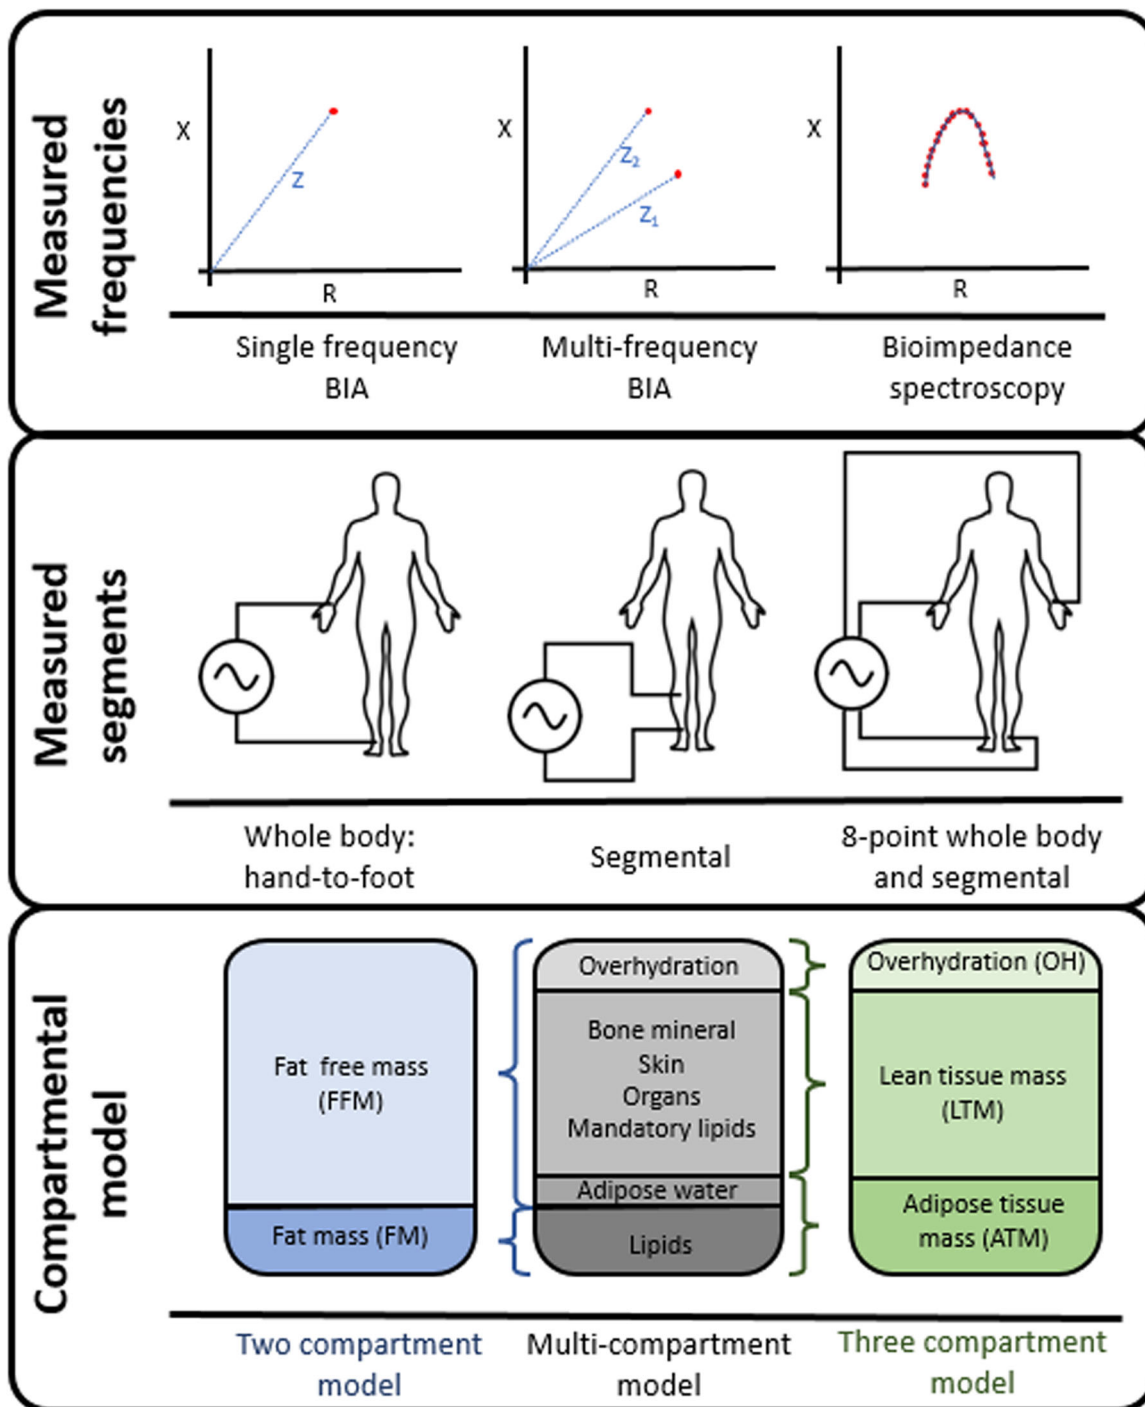 Measured
frequencies
X
Z
R
X
Z2
Z1
R
X
R
Single frequency
BIA
Multi-frequency
BIA
Bioimpedance
spectroscopy
Measured
segments
Whole body:
hand-to-foot
Segmental
8-point whole body
and segmental
Compartmental
model
Fat free mass
(FFM)
Fat mass (FM)
Overhydration
Bone mineral
Skin
Organs
Mandatory lipids
Adipose water
Lipids
Overhydration (OH)
Lean tissue mass
(LTM)
Adipose tissue
mass (ATM)
Two compartment
model
Multi-compartment
model
Three compartment
model